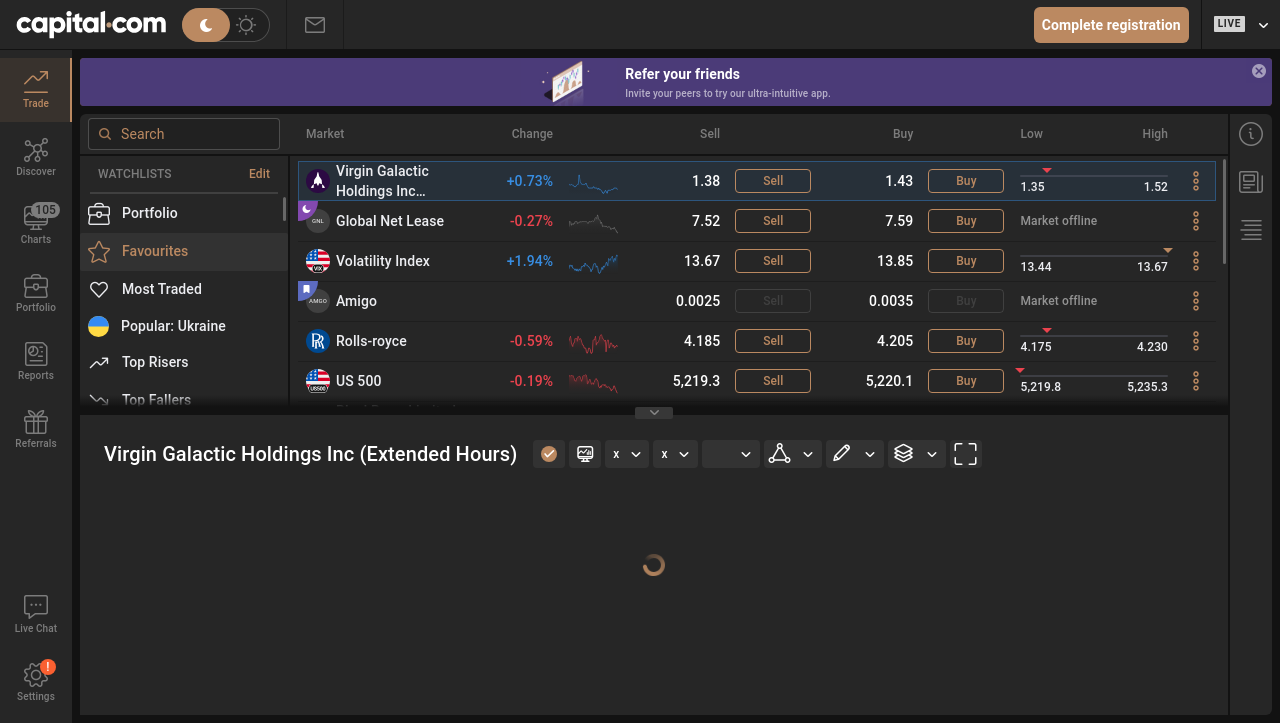 capital.com
Complete registration
LIVE
Trade
Discover
105
Charts
Portfolio
Reports
Referrals
Live Chat
!
Settings
Refer your friends
Invite your peers to try our ultra-intuitive app.
Search
WATCHLISTS
Edit
Portfolio
Favourites
Most Traded
Popular: Ukraine
Top Risers
Top Fallers
Market Change Sell Buy Low High
Virgin Galactic
Holdings Inc... +0.73% 1.38 Sell 1.43 Buy 1.35 1.52
GNL Global Net Lease -0.27% 7.52 Sell 7.59 Buy Market offline
VIX Volatility Index +1.94% 13.67 Sell 13.85 Buy 13.44 13.67
AMGO Amigo 0.0025 Sell 0.0035 Buy Market offline
Rolls-royce -0.59% 4.185 Sell 4.205 Buy 4.175 4.230
US500 US 500 -0.19% 5,219.3 Sell 5,220.1 Buy 5,219.8 5,235.3
Virgin Galactic Holdings Inc (Extended Hours)
x
x